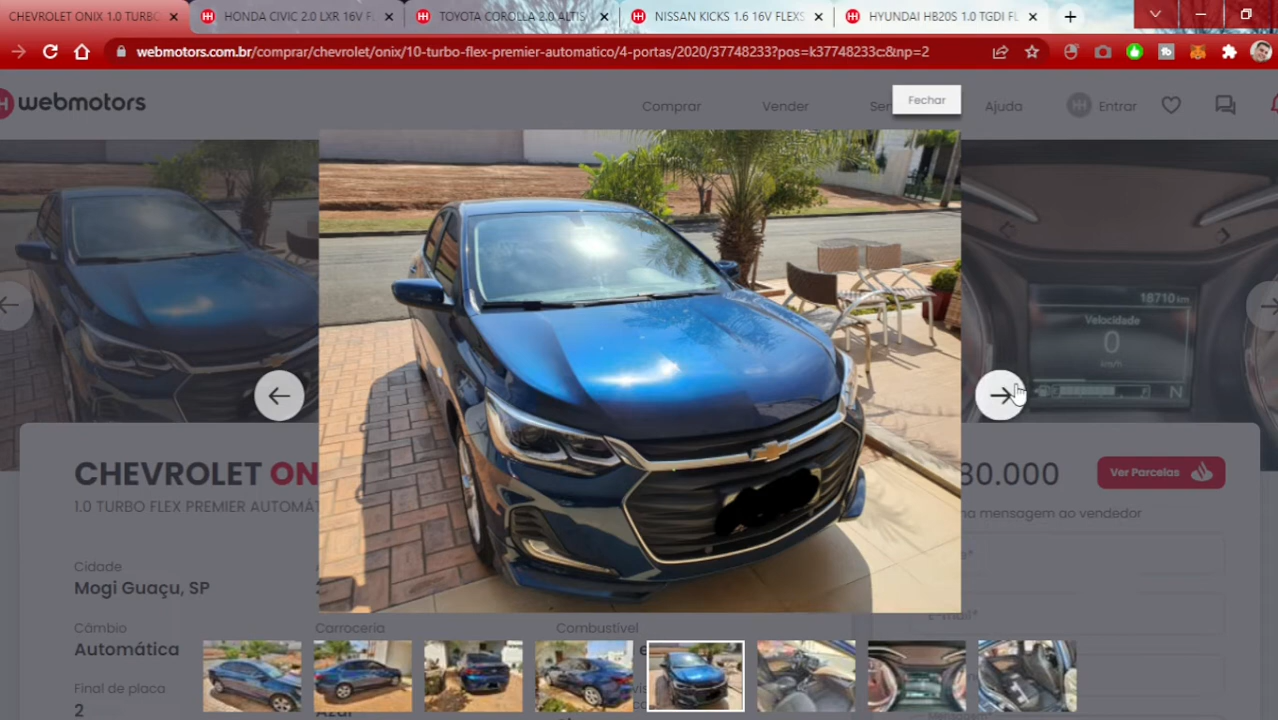 CHEVROLET ONIX 1.0 TURBO
HONDA CIVIC 2.0 LXR 16V F
TOYOTA COROLLA 2.0 ALTIS
NISSAN KICKS 1.6 16V FLEXS
HYUNDAI HB20S 1.0 TGDI FL
webmotors.com.br/comprar/chevrolet/onix/10-turbo-flex-premier-automatico/4-portas/2020/37748233?pos=k37748233c:&np=2
webmotors
Comprar
Vender
Ser
Fechar
Ajuda
Entrar
18710 km
Velocidade
0
km/h
N
CHEVROLET ON
1.0 TURBO FLEX PREMIER AUTOMÁT
30.000
Ver Parcelas
na mensagem ao vendedor
Cidade
Mogi Guaçu, SP
E-mail*
Câmbio
Carroceria
Combustível
Automática
Final de placa
2
Azul